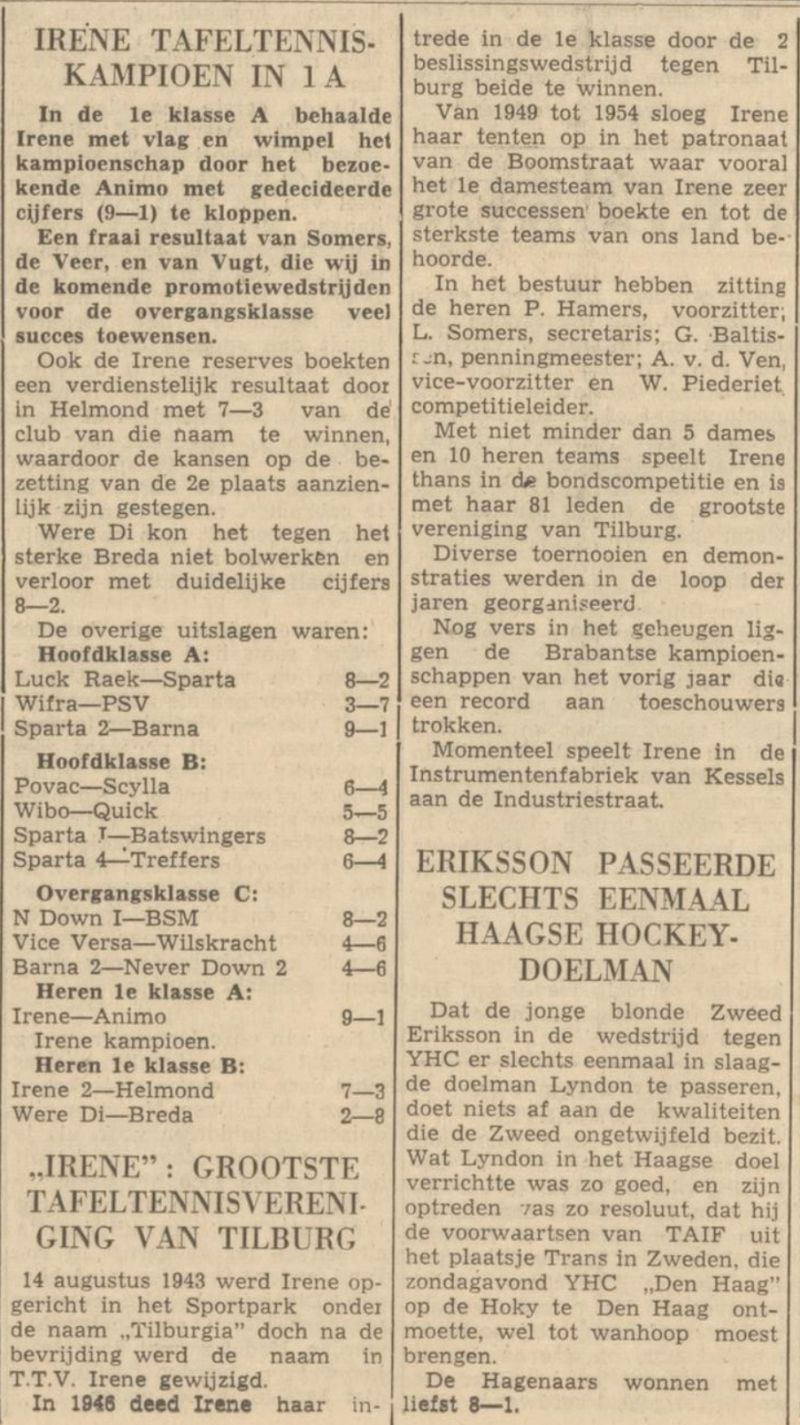 IRENE TAFELTENNIS-
KAMPIOEN IN 1 A
In de 1e klasse A behaalde
Irene met vlag en wimpel het
kampioenschap door het bezoe-
kende Animo met gedecideerde
cijfers (9—1) te kloppen.
Een fraai resultaat van Somers,
de Veer, en van Vugt, die wij in
de komende promotiewedstrijden
voor de overgangsklasse veel
succes toewensen.
Ook de Irene reserves boekten
een verdienstelijk resultaat door
in Helmond met 7—3 van de
club van die naam te winnen,
waardoor de kansen op de be-
zetting van de 2e plaats aanzien-
lijk zijn gestegen.
Were Di kon het tegen het
sterke Breda niet bolwerken en
verloor met duidelijke cijfers
8—2.
De overige uitslagen waren:
Hoofdklasse A:
Luck Raek—Sparta 8—2
Wifra—PSV 3—7
Sparta 2—Barna 9—1
Hoofdklasse B:
Povac—Scylla 6—4
Wibo—Quick 5—5
Sparta I—Batswingers 8—2
Sparta 4—Treffers 6—4
Overgangsklasse C:
N Down I—BSM 8—2
Vice Versa—Wilskracht 4—6
Barna 2—Never Down 2 4—6
Heren 1e klasse A:
Irene—Animo 9—1
Irene kampioen.
Heren 1e klasse B:
Irene 2—Helmond 7—3
Were Di—Breda 2—8
„IRENE”: GROOTSTE
TAFELTENNISVERENI-
GING VAN TILBURG
14 augustus 1943 werd Irene op-
gericht in het Sportpark onder
de naam „Tilburgia” doch na de
bevrijding werd de naam in
T.T.V. Irene gewijzigd.
In 1946 deed Irene haar in-
trede in de 1e klasse door de 2
beslissingswedstrijd tegen Til-
burg beide te winnen.
Van 1949 tot 1954 sloeg Irene
haar tenten op in het patronaat
van de Boomstraat waar vooral
het 1e damesteam van Irene zeer
grote successen boekte en tot de
sterkste teams van ons land be-
hoorde.
In het bestuur hebben zitting
de heren P. Hamers, voorzitter;
L. Somers, secretaris; G. Baltis-
penningmeester; A. v. d. Ven,
vice-voorzitter en W. Piederiet
competitieleider.
Met niet minder dan 5 dames
en 10 heren teams speelt Irene
thans in de bondscompetitie en is
met haar 81 leden de grootste
vereniging van Tilburg.
Diverse toernooien en demon-
straties werden in de loop der
jaren georganiseerd.
Nog vers in het geheugen lig-
gen de Brabantse kampioen-
schappen van het vorig jaar die
een record aan toeschouwers
trokken.
Momenteel speelt Irene in de
Instrumentenfabriek van Kessels
aan de Industriestraat.
ERIKSSON PASSEERDE
SLECHTS EENMAAL
HAAGSE HOCKEY-
DOELMAN
Dat de jonge blonde Zweed
Eriksson in de wedstrijd tegen
YHC er slechts eenmaal in slaag-
de doelman Lyndon te passeren,
doet niets af aan de kwaliteiten
die de Zweed ongetwijfeld bezit.
Wat Lyndon in het Haagse doel
verrichtte was zo goed, en zijn
optreden was zo resoluut, dat hij
de voorwaartsen van TAIF uit
het plaatsje Trans in Zweden, die
zondagavond YHC „Den Haag”
op de Hoky te Den Haag ont-
moette, wel tot wanhoop moest
brengen.
De Hagenaars wonnen met
liefst 8—1.